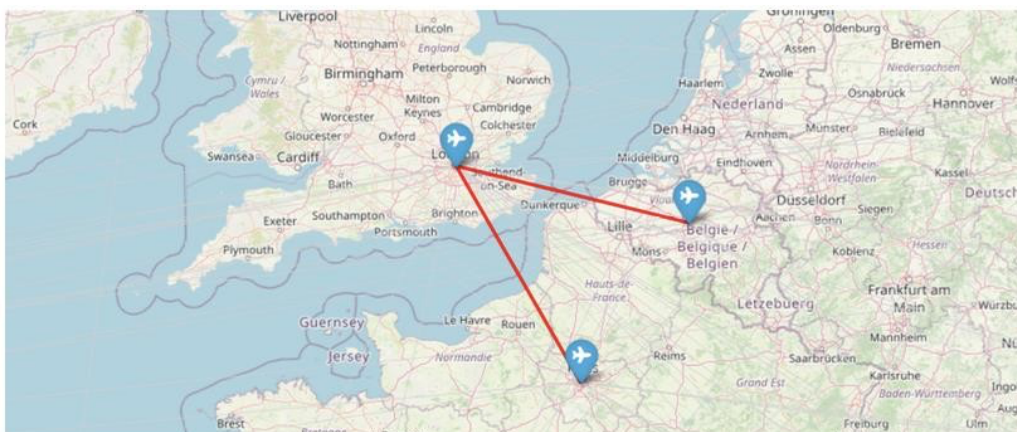 Liverpool
Lincoln
Groningen
Oldenburg
Bremen
Nottingham
England
Assen
Niedersachsen
Birmingham
Peterborough
Norwich
Haarlem
Zwolle
Cymru /
Wales
Worcester
Milton
Keynes
Cambridge
Nederland
Osnabrück
Hannover
Cork
Gloucester
Oxford
Colchester
Den Haag
Arnhem
Münster
Bielefeld
Swansea
Cardiff
Middelburg
Eindhoven
Nordrhein
-Westfalen
Kassel
Bath
Southend
-on-Sea
Brugge
Düsseldorf
Deutsch
Exeter
Southampton
Brighton
Dunkerque
Aachen
Bonn
Siegen
Plymouth
Portsmouth
Lille
België /
Belgique /
Belgien
Mons
Koblenz
Hessen
Hauts-de
-France
Lëtzebuerg
Frankfurt am
Main
Guernsey
Le Havre
Rouen
Mannheim
Jersey
Normandie
Reims
Saarbrücken
Karlsruhe
Grand Est
Baden-Württemberg
Brest
Freiburg
Ulm